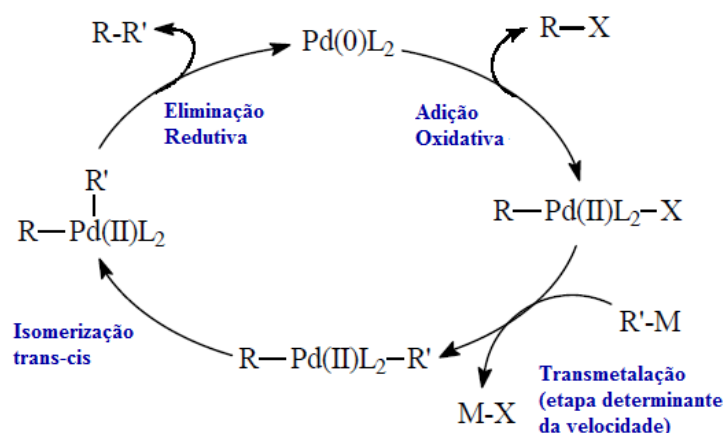 R-R'
Pd(0)L2
R—X
Eliminação
Redutiva
Adição
Oxidativa
R'
R—Pd(II)L2
R—Pd(II)L2—X
Isomerização
trans-cis
R—Pd(II)L2—R'
R'-M
M-X
Transmetalação
(etapa determinante
da velocidade)